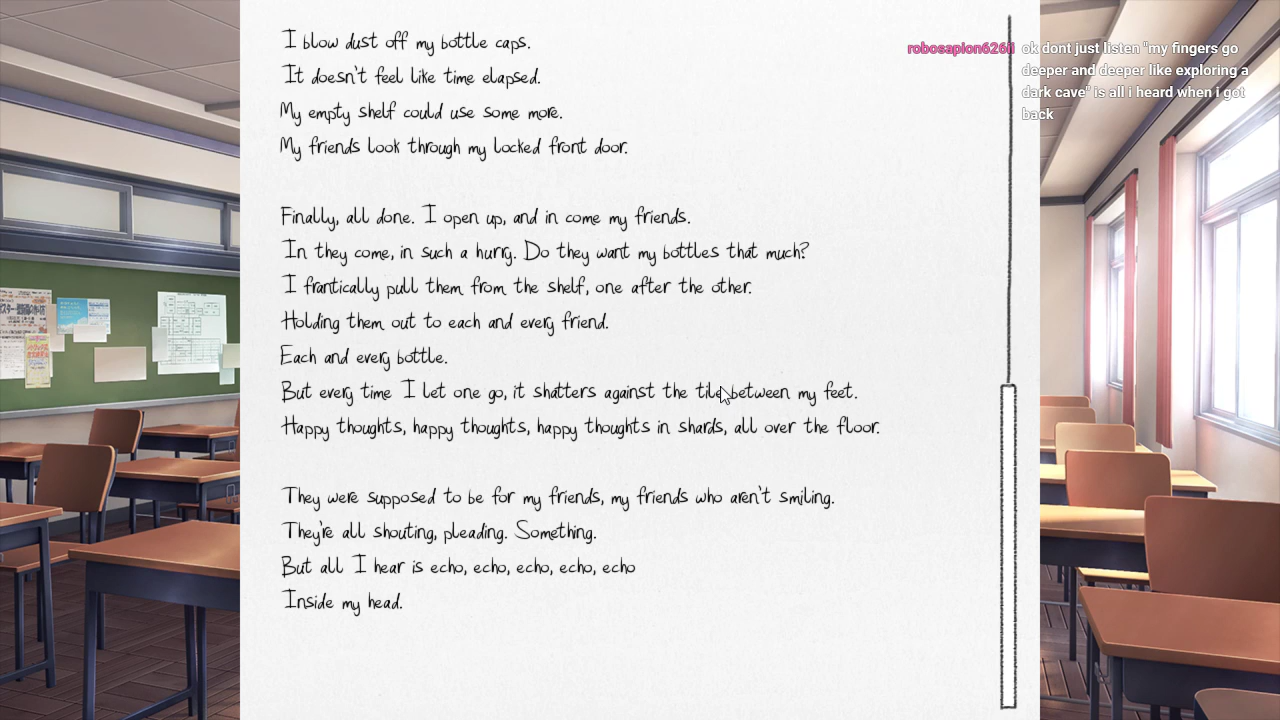 I blow dust off my bottle caps.
It doesn't feel like time elapsed.
My empty shelf could use some more.
My friends look through my locked front door.
Finally, all done. I open up, and in come my friends.
In they come, in such a hurry. Do they want my bottles that much?
I frantically pull them from the shelf, one after the other.
Holding them out to each and every friend.
Each and every bottle.
But every time I let one go, it shatters against the tile between my feet.
Happy thoughts, happy thoughts, happy thoughts in shards, all over the floor.
They were supposed to be for my friends, my friends who aren't smiling.
They're all shouting, pleading. Something.
But all I hear is echo, echo, echo, echo, echo
Inside my head.
ok dont just listen "my fingers go
deeper and deeper like exploring a
dark cave" is all i heard when i got
back